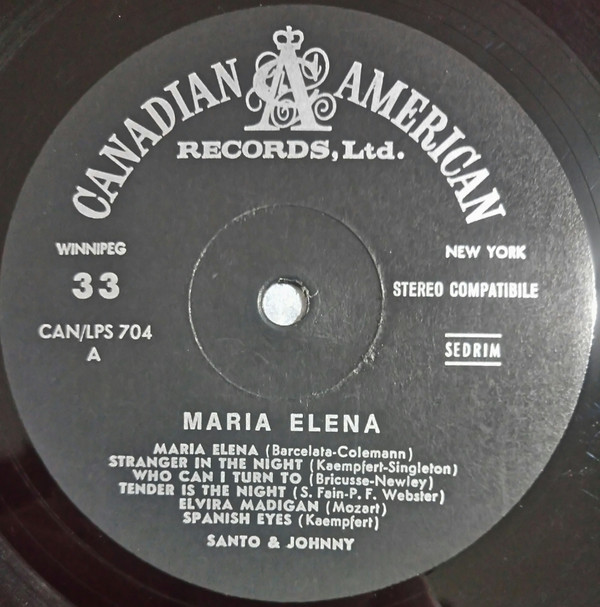 CANADIAN CA AMERICAN
RECORDS, Ltd.
WINNIPEG
33
CAN/LPS 704
A
NEW YORK
STEREO COMPATIBILE
SEDRIM
MARIA ELENA
MARIA ELENA (Barcelata-Colemann)
STRANGER IN THE NIGHT (Kaempfert-Singleton)
WHO CAN I TURN TO (Bricusse-Newley)
TENDER IS THE NIGHT (S. Fain-P. F. Webster)
ELVIRA MADIGAN (Mozart)
SPANISH EYES (Kaempfert)
SANTO & JOHNNY